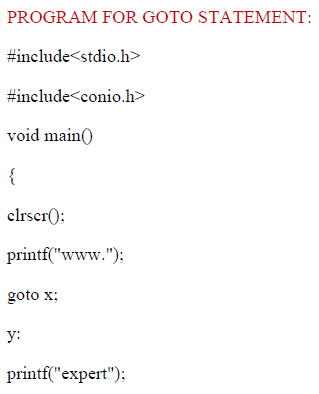 PROGRAM FOR GOTO STATEMENT:
#include<stdio.h>
#include<conio.h>
void main()
{
clrscr();
printf("www.");
goto x;
y:
printf("expert");